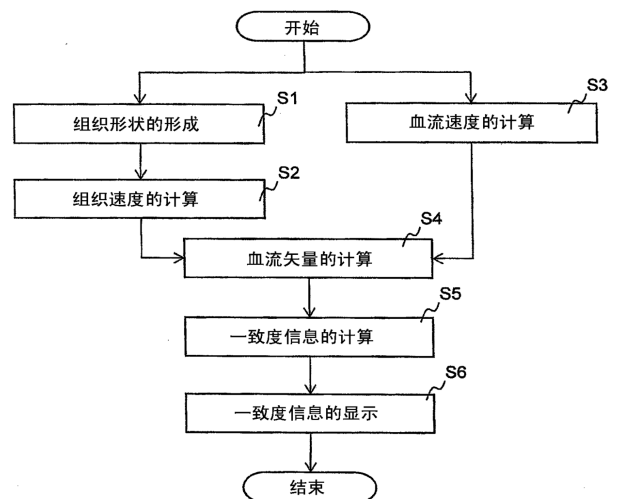 开始
S1
组织形状的形成
S3
血流速度的计算
S2
组织速度的计算
S4
血流矢量的计算
S5
一致度信息的计算
S6
一致度信息的显示
结束